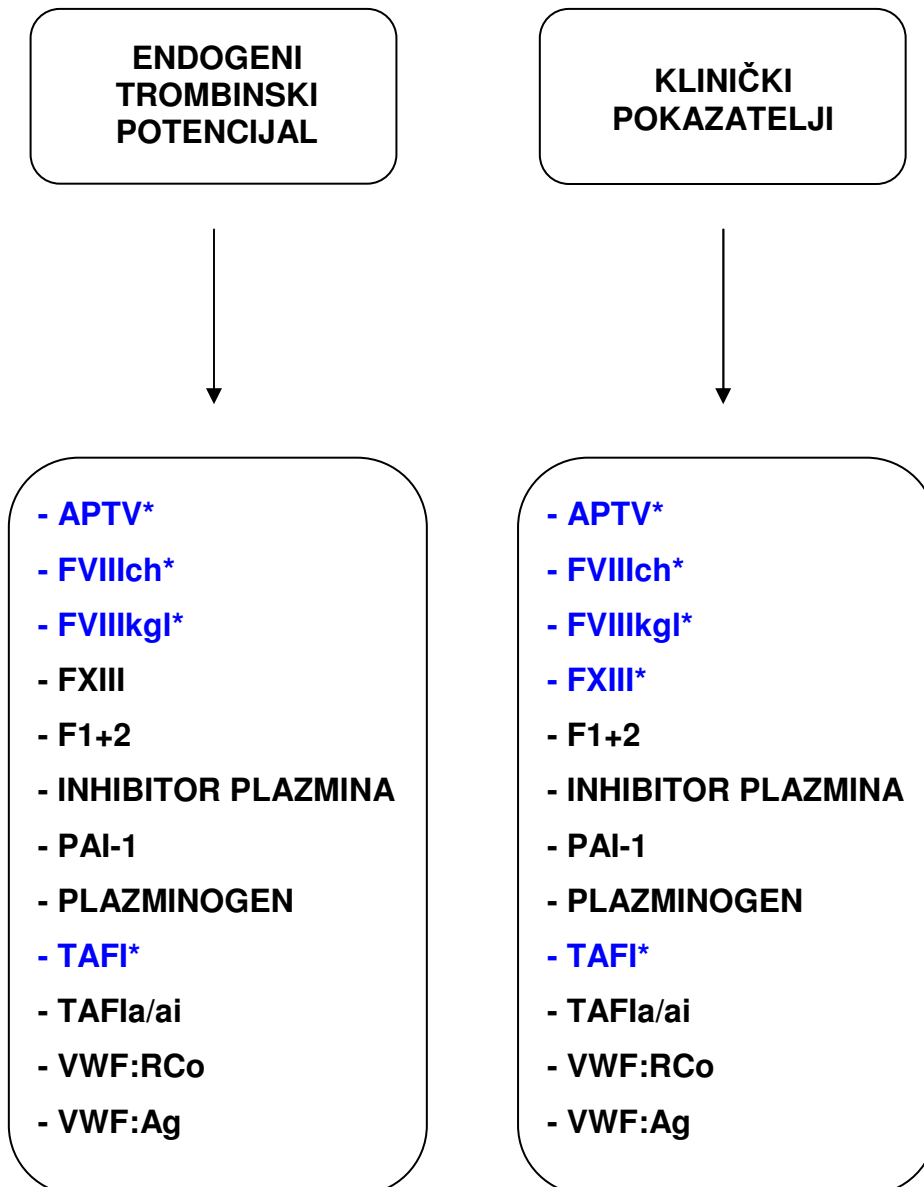 ENDOGENI
TROMBINSKI
POTENCIJAL
KLINIČKI
POKAZATELJI
- APTV*
- FVIIIch*
- FVIIIkgl*
- FXIII
- F1+2
- INHIBITOR PLAZMINA
- PAI-1
- PLAZMINOGEN
- TAFI*
- TAFIa/ai
- VWF:RCo
- VWF:Ag
- APTV*
- FVIIIch*
- FVIIIkgl*
- FXIII*
- F1+2
- INHIBITOR PLAZMINA
- PAI-1
- PLAZMINOGEN
- TAFI*
- TAFIa/ai
- VWF:RCo
- VWF:Ag